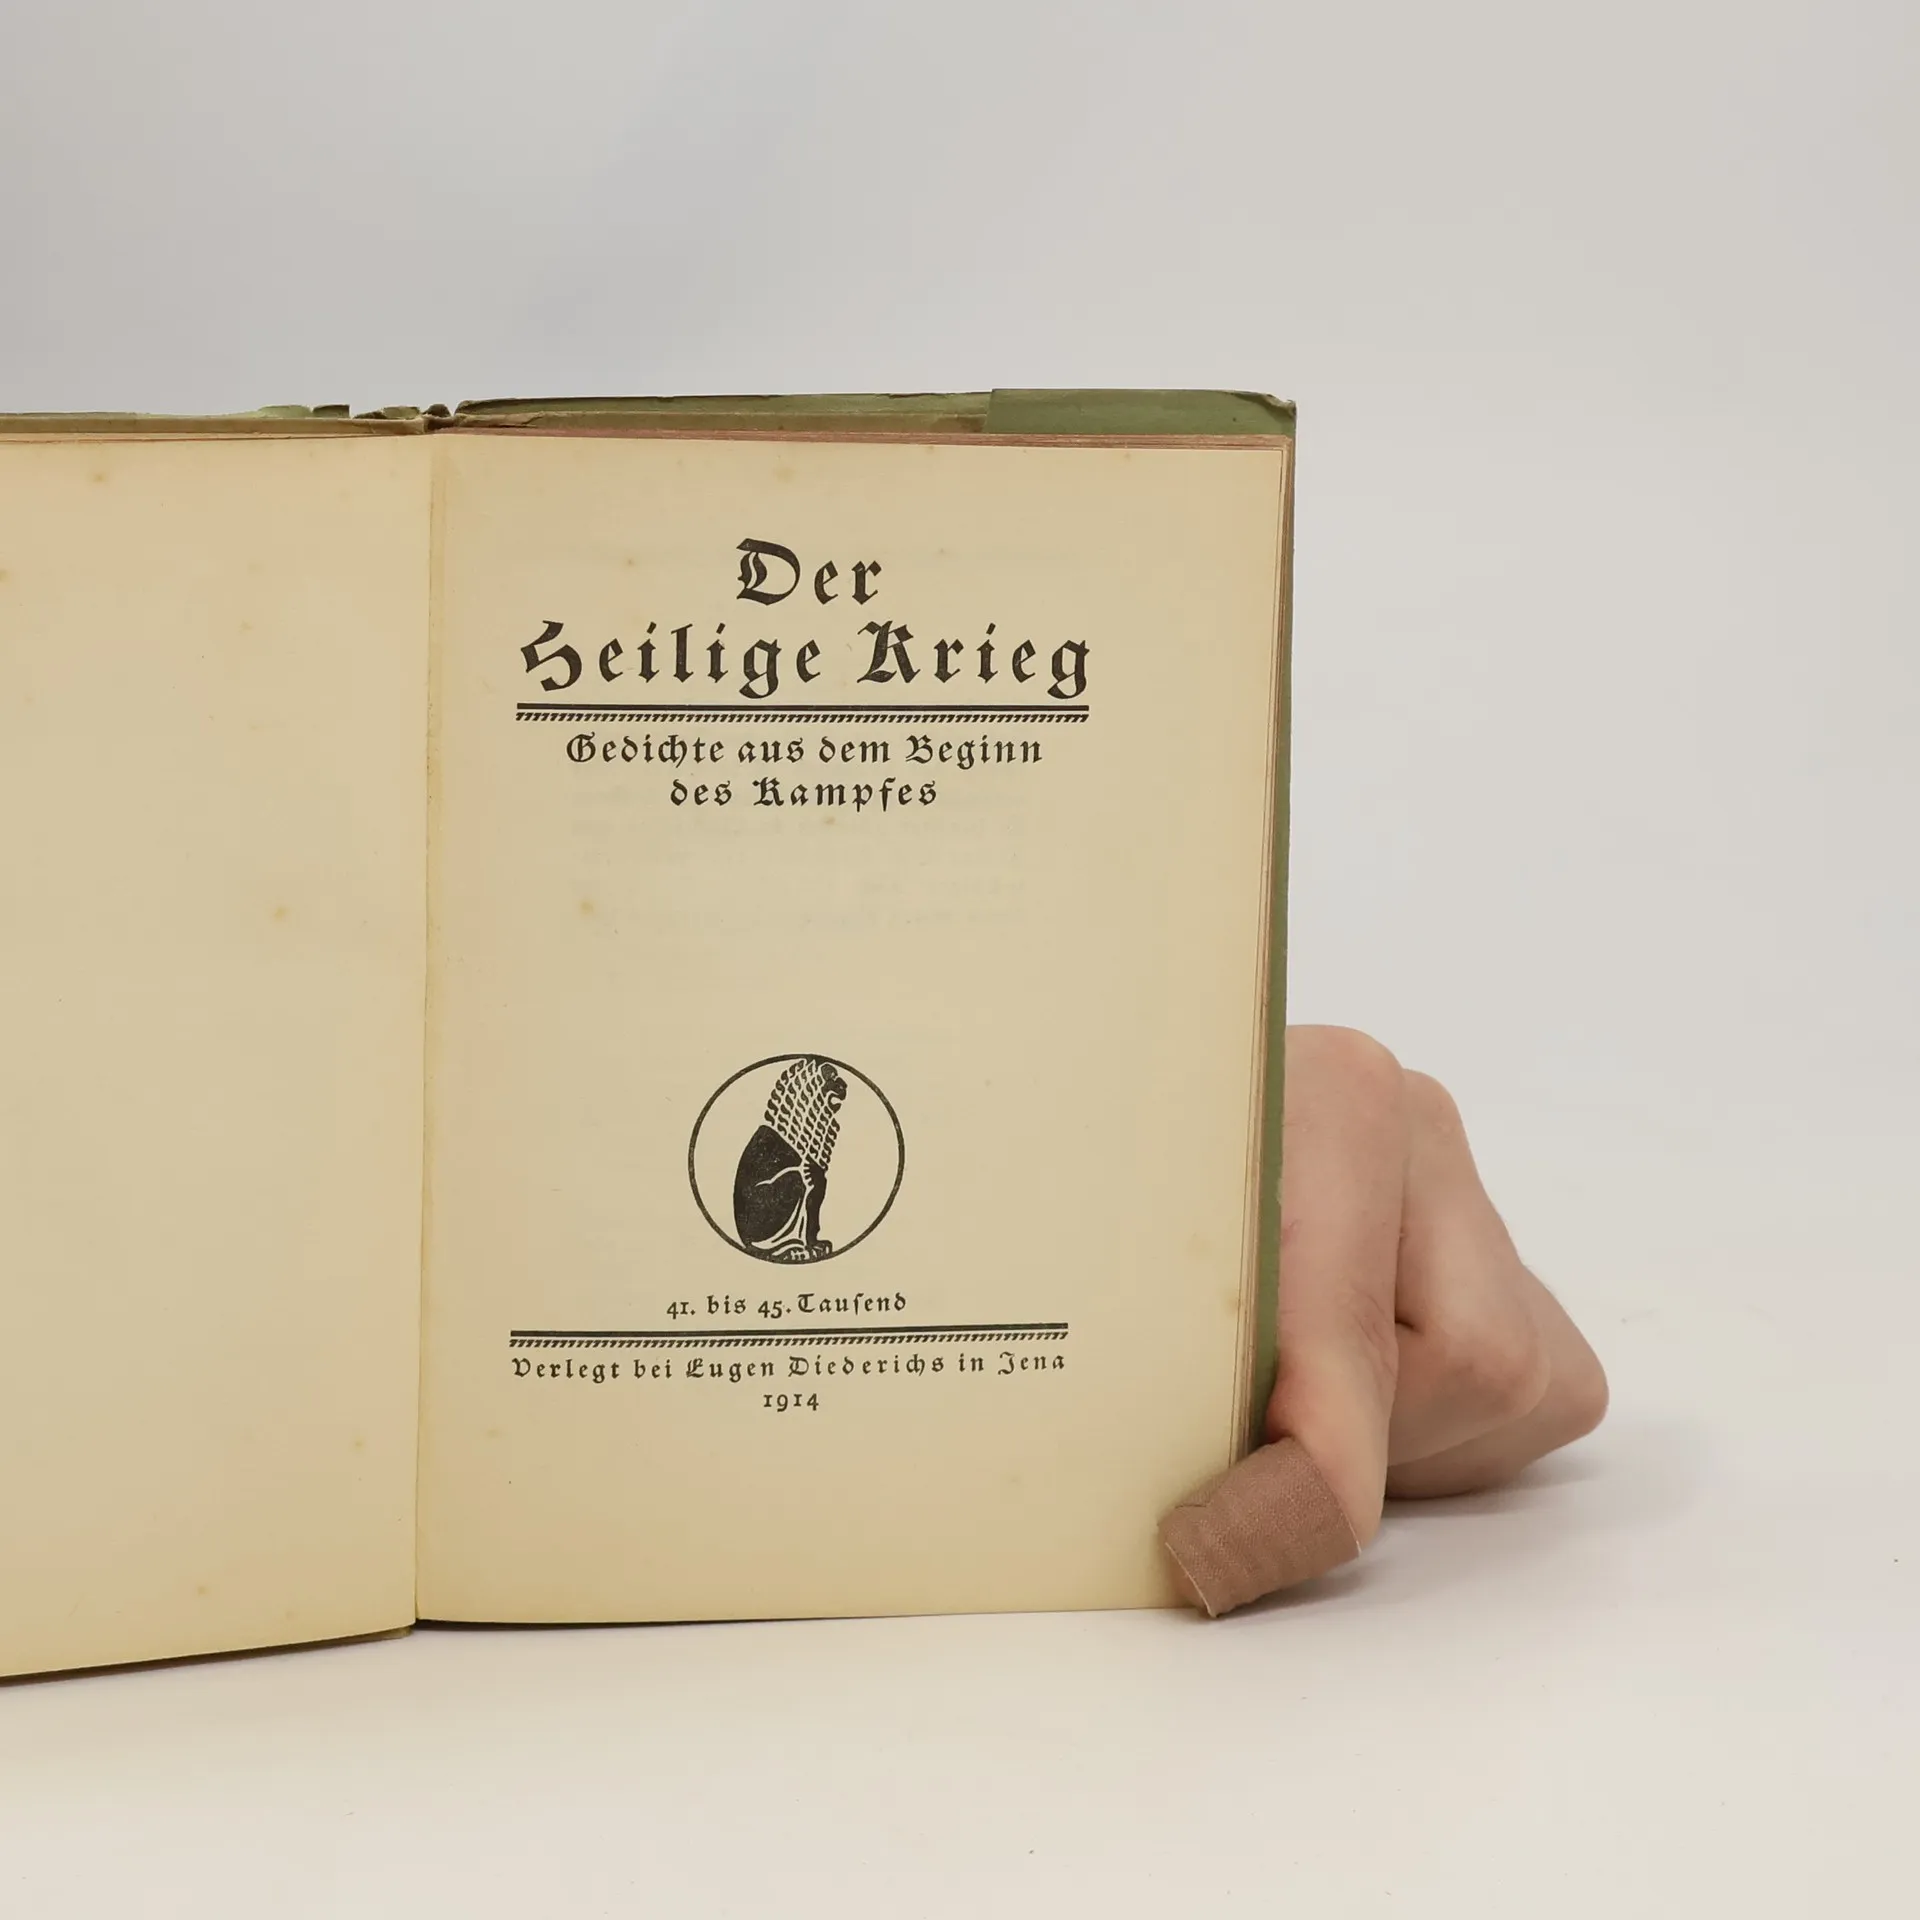 Der
Heilige Krieg
Gedichte aus dem Beginn
des Kampfes
41. bis 45. Tauſend
Verlegt bei Eugen Diederichs in Jena
1914